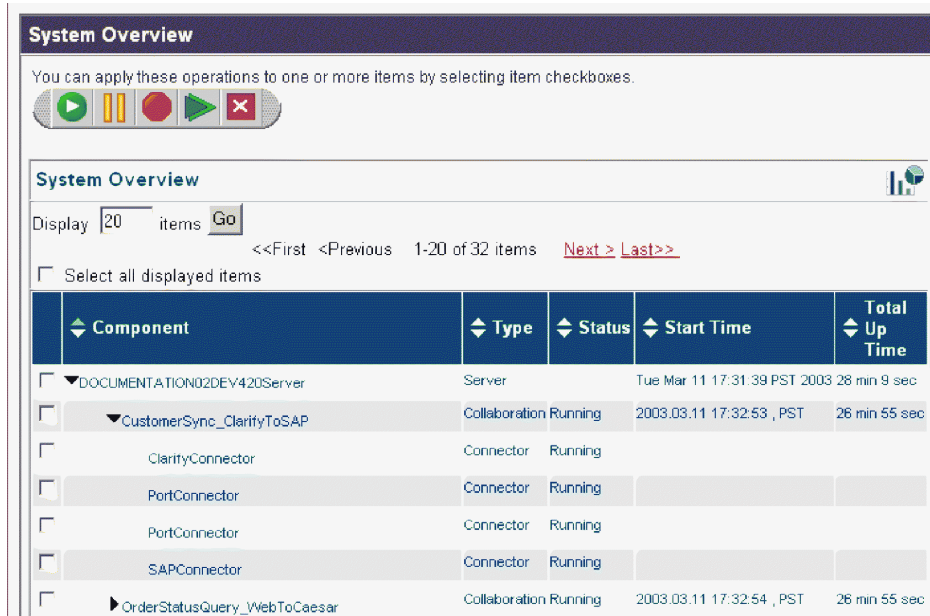 System Overview
You can apply these operations to one or more items by selecting item checkboxes.
System Overview
Display 20 items Go
<<First <Previous 1-20 of 32 items Next > Last>>
Select all displayed items
Component Type Status Start Time Total Up Time
DOCUMENTATION02DEV420Server Server Tue Mar 11 17:31:39 PST 2003 28 min 9 sec
CustomerSync_ClarifyToSAP Collaboration Running 2003.03.11 17:32:53 , PST 26 min 55 sec
ClarifyConnector Connector Running
PortConnector Connector Running
PortConnector Connector Running
SAPConnector Connector Running
OrderStatusQuery_WebToCaesar Collaboration Running 2003.03.11 17:32:54 , PST 26 min 55 sec